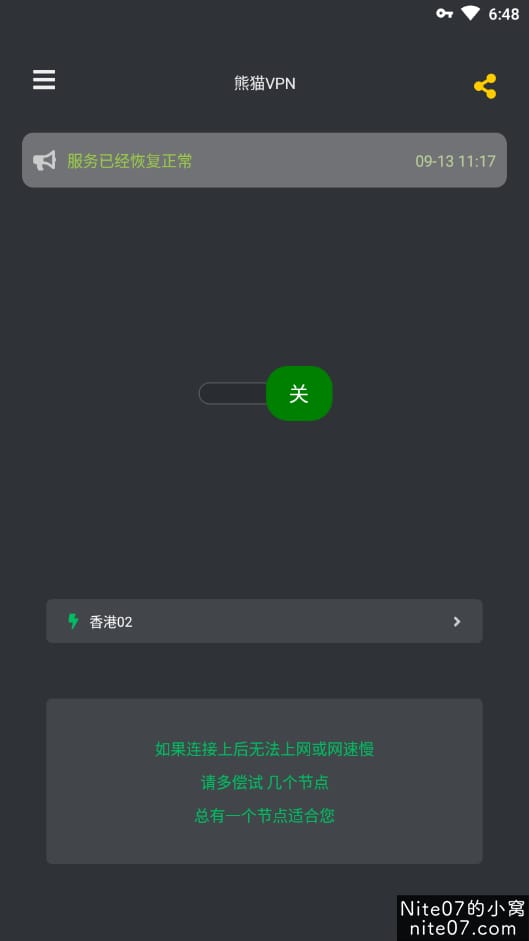 6:48
熊猫VPN
服务已经恢复正常 09-13 11:17
关
香港02
如果连接上后无法上网或网速慢
请多偿试 几个节点
总有一个节点适合您
Nite07的小窝
nite07.com